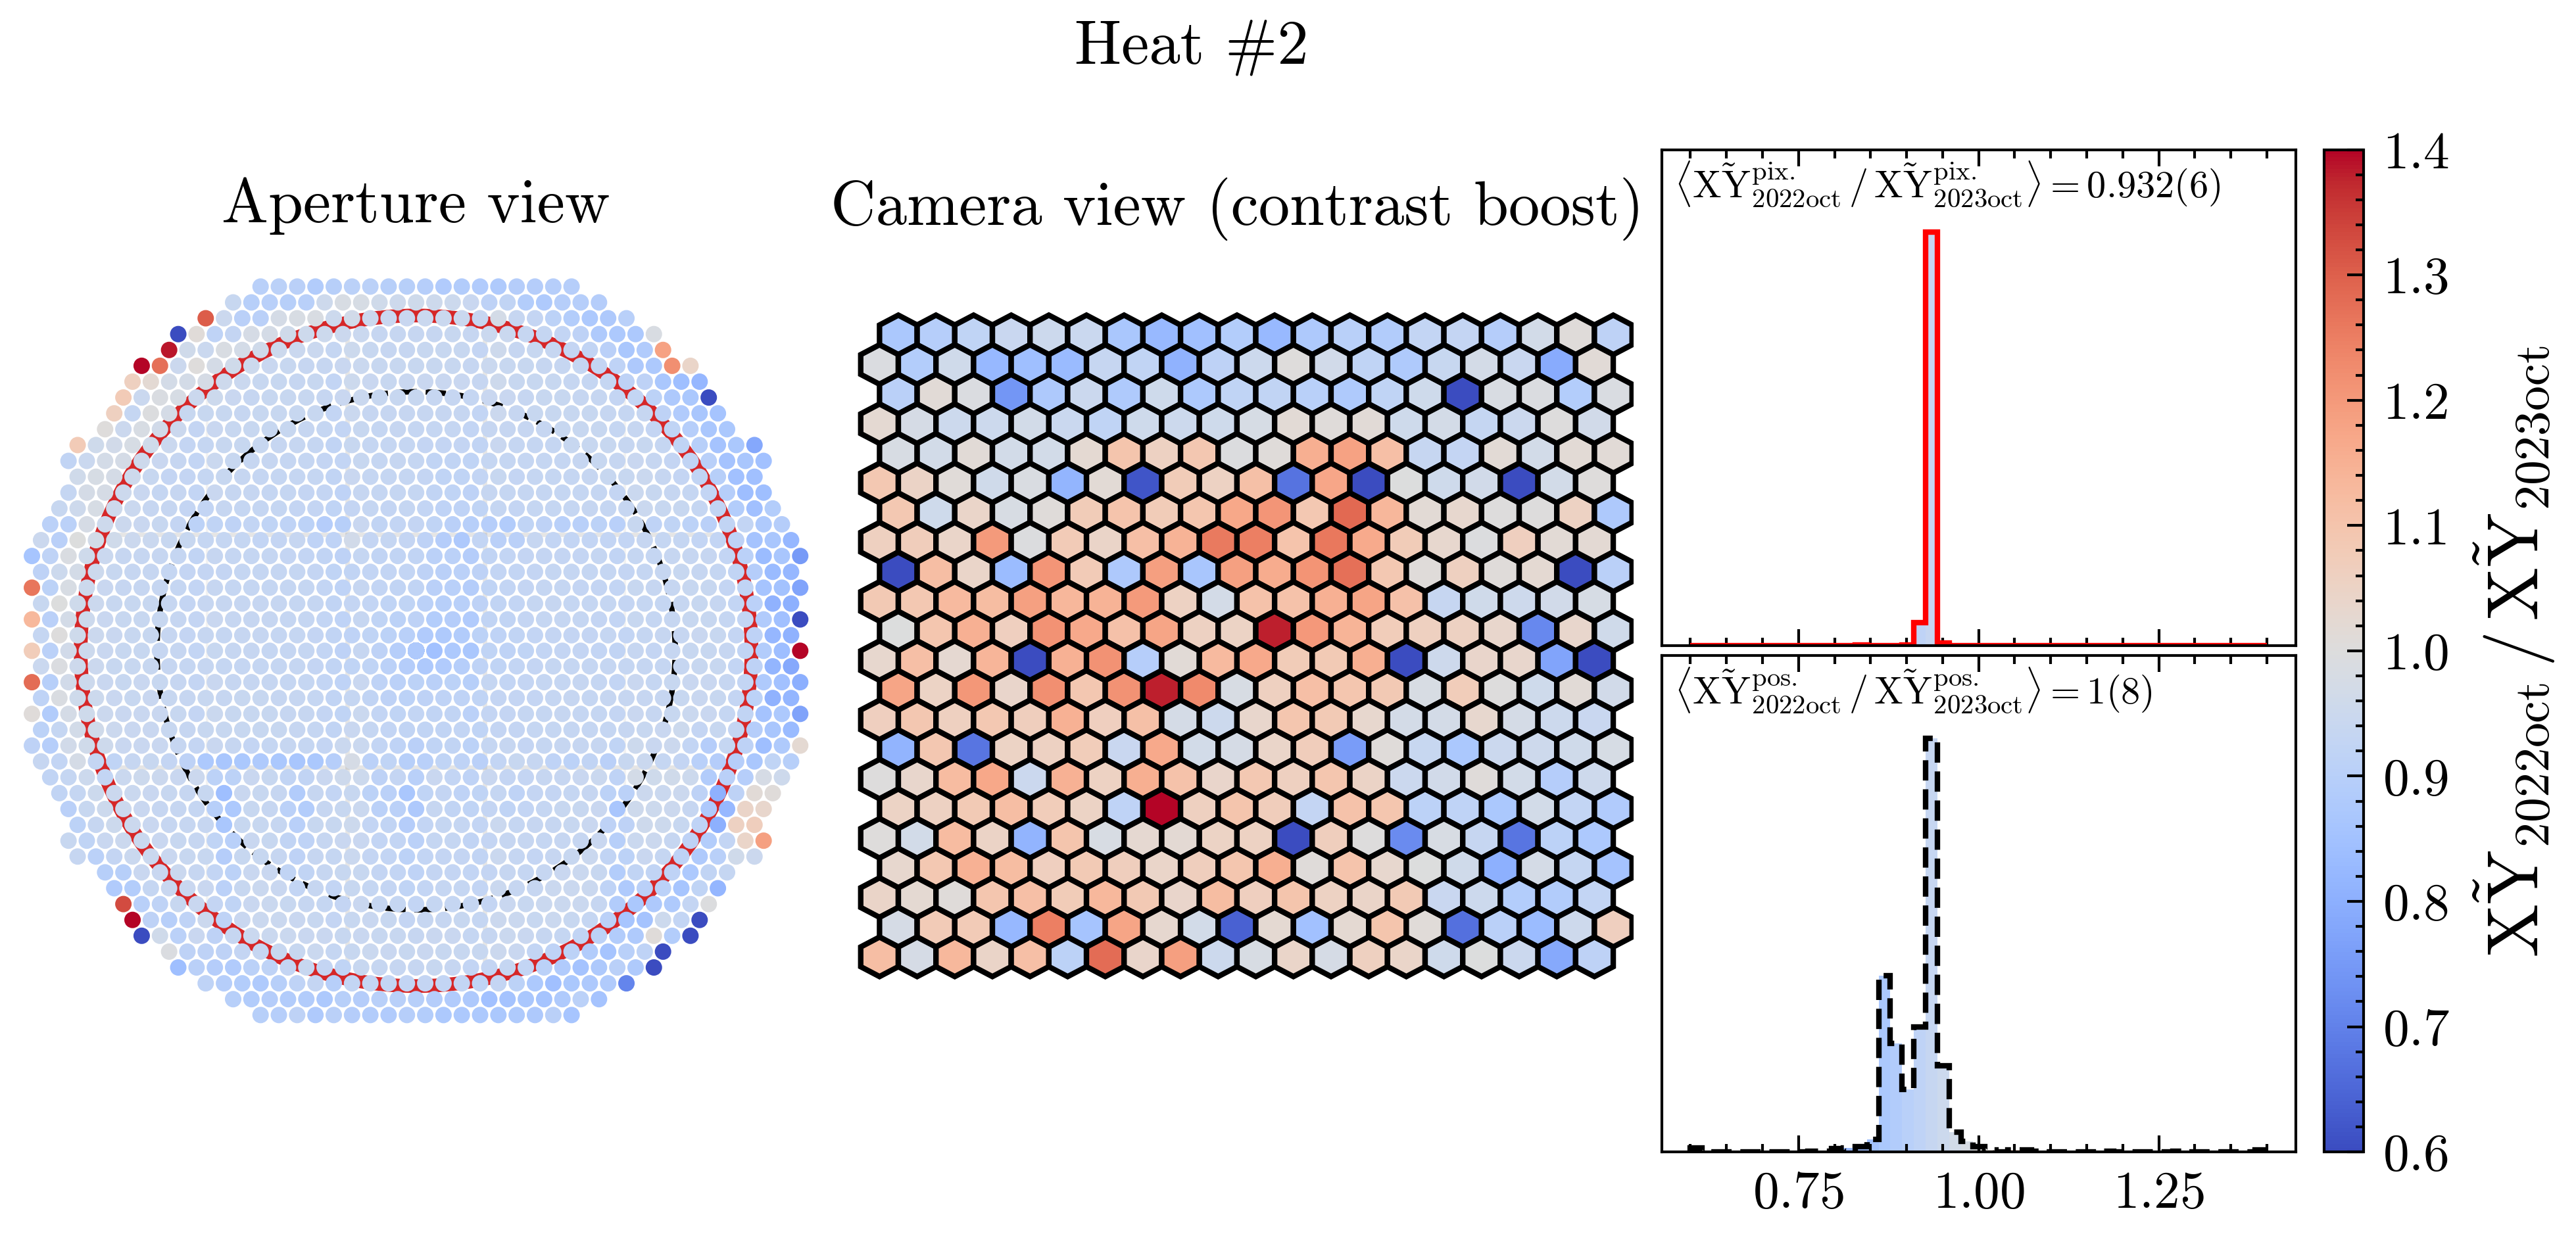 Heat #2
Aperture view
Camera view (contrast boost)
⟨XỸ^pix._2022oct / XỸ^pix._2023oct⟩ = 0.932(6)
⟨XỸ^pos._2022oct / XỸ^pos._2023oct⟩ = 1(8)
0.75 1.00 1.25
1.4
1.3
1.2
1.1
1.0
0.9
0.8
0.7
0.6
XỸ_2022oct / XỸ_2023oct